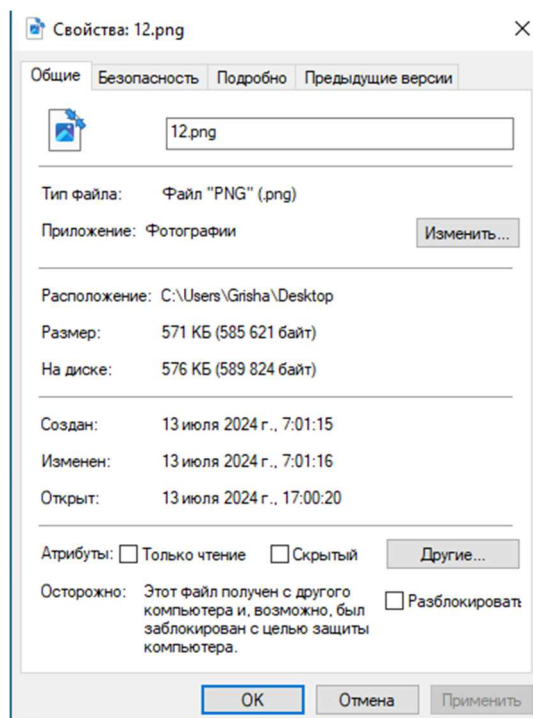 Свойства: 12.png
Общие Безопасность Подробно Предыдущие версии
12.png
Тип файла: Файл "PNG" (.png)
Приложение: Фотографии Изменить...
Расположение: C:\Users\Grisha\Desktop
Размер: 571 КБ (585 621 байт)
На диске: 576 КБ (589 824 байт)
Создан: 13 июля 2024 г., 7:01:15
Изменен: 13 июля 2024 г., 7:01:16
Открыт: 13 июля 2024 г., 17:00:20
Атрибуты: Только чтение Скрытый Другие...
Осторожно: Этот файл получен с другого Разблокировать
компьютера и, возможно, был
заблокирован с целью защиты
компьютера.
OK Отмена Применить